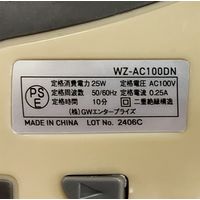 WZ-AC100DN
PS
E
定格消費電力 25W 定格電圧 AC100V
定格周波数 50/60Hz 定格電流 0.25A
定格時間 10分 回二重絶縁構造
(株)GWエンタープライズ
MADE IN CHINA LOT No. 2406C